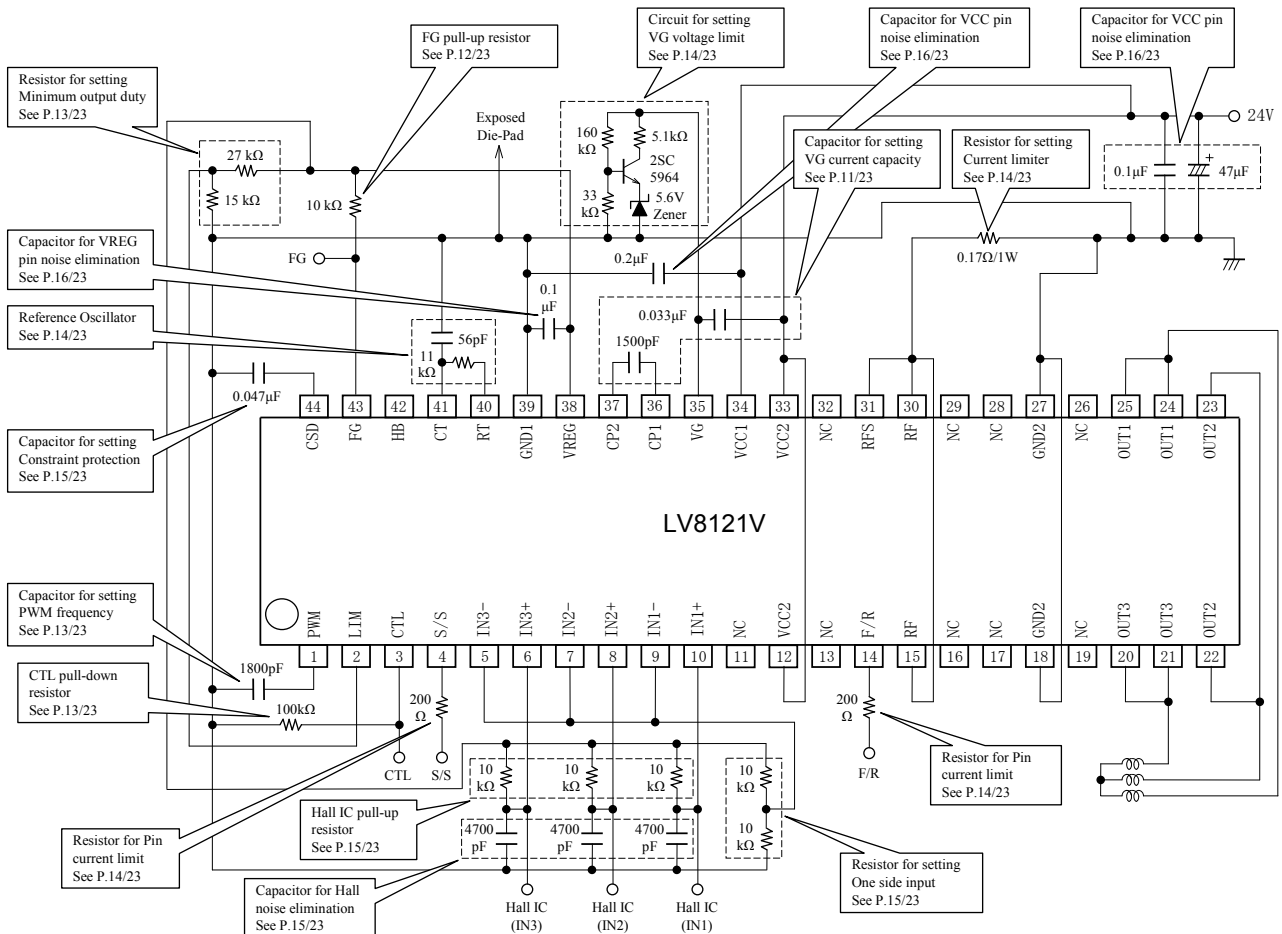 Circuit for setting
VG voltage limit
See P.14/23
Capacitor for VCC pin
noise elimination
See P.16/23
Capacitor for VCC pin
noise elimination
See P.16/23
FG pull-up resistor
See P.12/23
Resistor for setting
Minimum output duty
See P.13/23
Exposed
Die-Pad
160
kΩ
5.1kΩ
2SC
5964
33
kΩ
5.6V
Zener
Capacitor for setting
VG current capacity
See P.11/23
Resistor for setting
Current limiter
See P.14/23
24V
0.1μF
+
47μF
27 kΩ
15 kΩ
10 kΩ
Capacitor for VREG
pin noise elimination
See P.16/23
FG
0.2μF
0.17Ω/1W
0.1
μF
Reference Oscillator
See P.14/23
56pF
11
kΩ
0.033μF
1500pF
0.047μF
44
43
42
41
40
39
38
37
36
35
34
33
32
31
30
29
28
27
26
25
24
23
CSD
FG
HB
CT
RT
GND1
VREG
CP2
CP1
VG
VCC1
VCC2
NC
RFS
RF
NC
NC
GND2
NC
OUT1
OUT1
OUT2
Capacitor for setting
Constraint protection
See P.15/23
LV8121V
Capacitor for setting
PWM frequency
See P.13/23
PWM
LIM
CTL
S/S
IN3-
IN3+
IN2-
IN2+
IN1-
IN1+
NC
VCC2
NC
F/R
RF
NC
NC
GND2
NC
OUT3
OUT3
OUT2
1
2
3
4
5
6
7
8
9
10
11
12
13
14
15
16
17
18
19
20
21
22
1800pF
CTL pull-down
resistor
See P.13/23
100kΩ
200
Ω
200
Ω
CTL
S/S
F/R
Resistor for Pin
current limit
See P.14/23
10
kΩ
10
kΩ
10
kΩ
10
kΩ
Hall IC pull-up
resistor
See P.15/23
4700
pF
4700
pF
4700
pF
10
kΩ
Resistor for Pin
current limit
See P.14/23
Capacitor for Hall
noise elimination
See P.15/23
Resistor for setting
One side input
See P.15/23
Hall IC
(IN3)
Hall IC
(IN2)
Hall IC
(IN1)